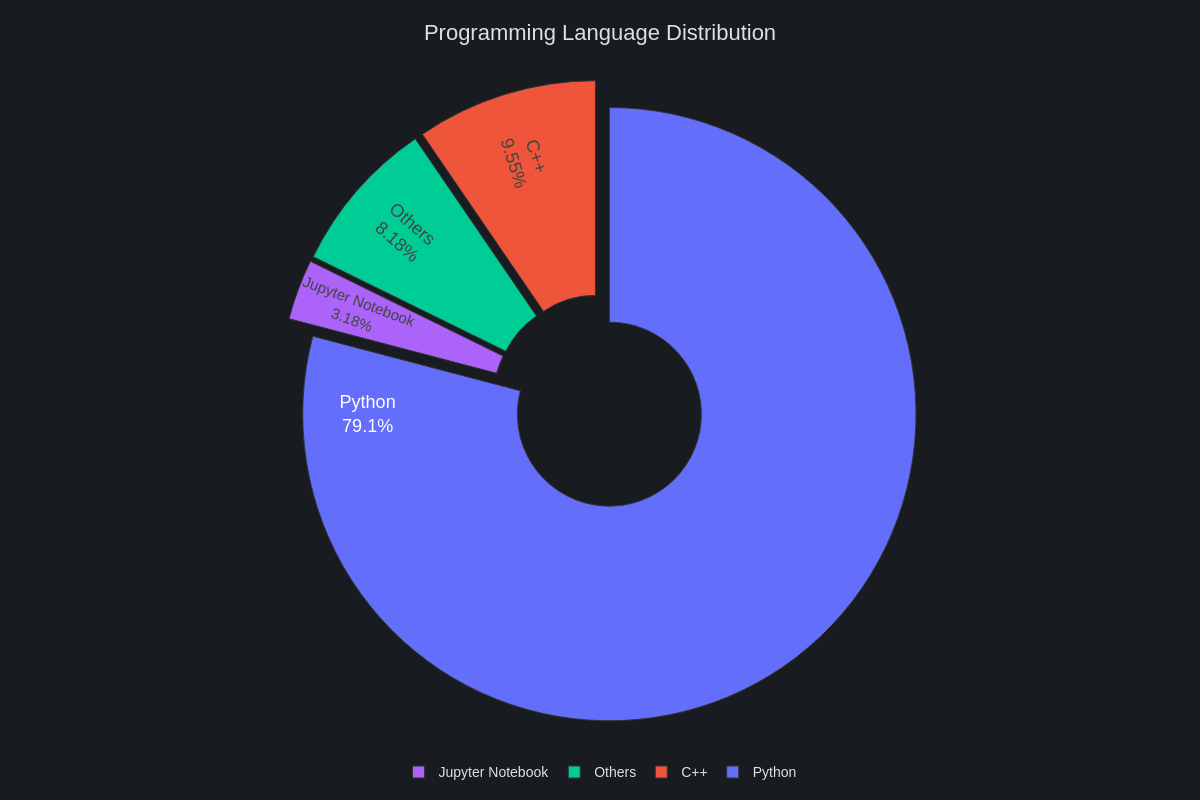 Programming Language Distribution
C++
9.55%
Others
8.18%
Jupyter Notebook
3.18%
Python
79.1%
Jupyter Notebook
Others
C++
Python